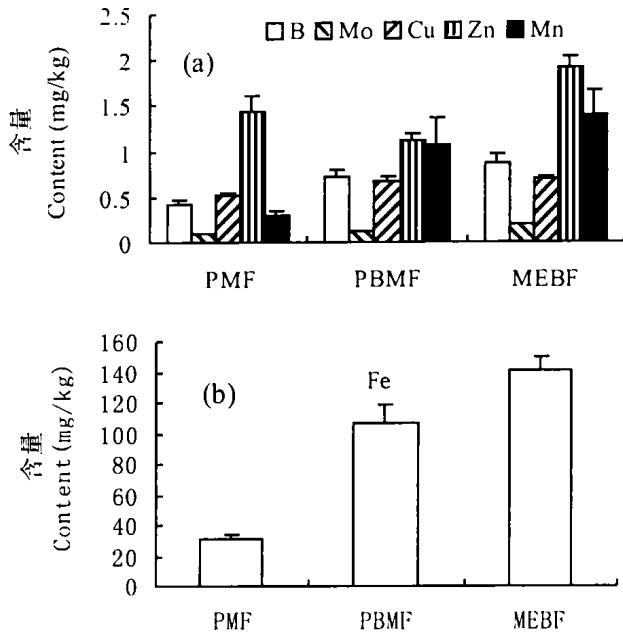 B Mo Cu Zn Mn
(a)
2.5
2
1.5
1
0.5
0
含量
Content (mg/kg)
PMF PBMF MEBF
160
140
120
100
80
60
40
20
0
(b)
Fe
含量
Content (mg/kg)
PMF PBMF MEBF